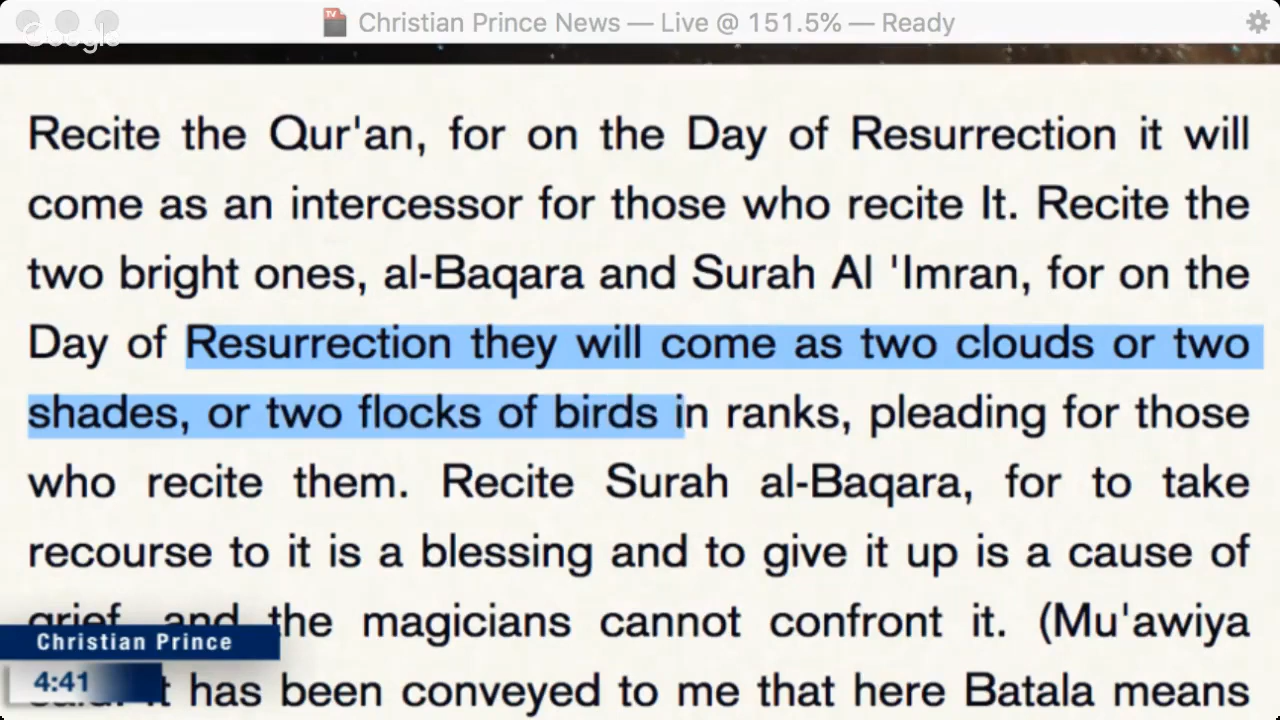 Christian Prince News — Live @ 151.5% — Ready
Google
Recite the Qur'an, for on the Day of Resurrection it will
come as an intercessor for those who recite It. Recite the
two bright ones, al-Baqara and Surah Al 'Imran, for on the
Day of Resurrection they will come as two clouds or two
shades, or two flocks of birds in ranks, pleading for those
who recite them. Recite Surah al-Baqara, for to take
recourse to it is a blessing and to give it up is a cause of
grief, and the magicians cannot confront it. (Mu'awiya
Christian Prince
said: It has been conveyed to me that here Batala means
4:41